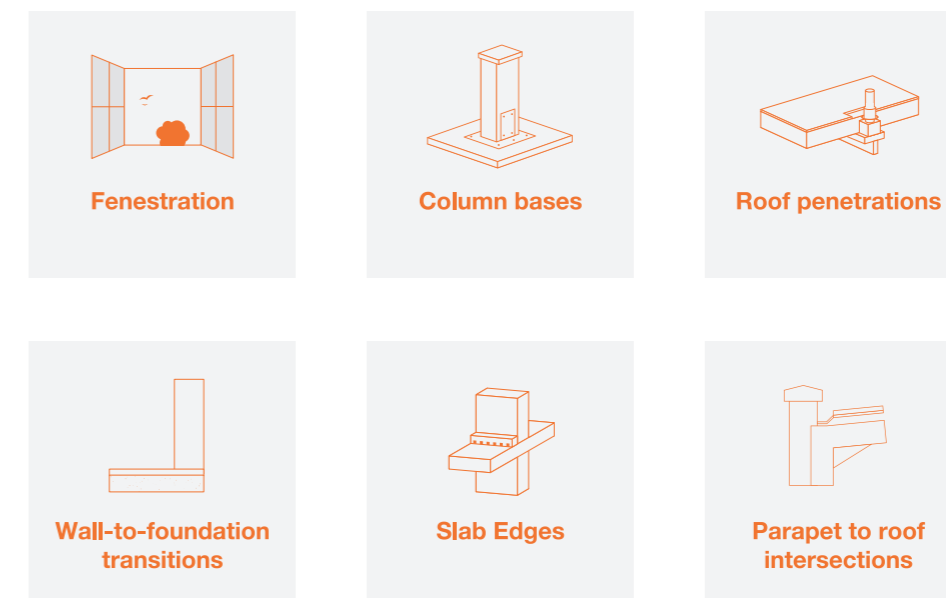 Fenestration
Column bases
Roof penetrations
Wall-to-foundation
transitions
Slab Edges
Parapet to roof
intersections